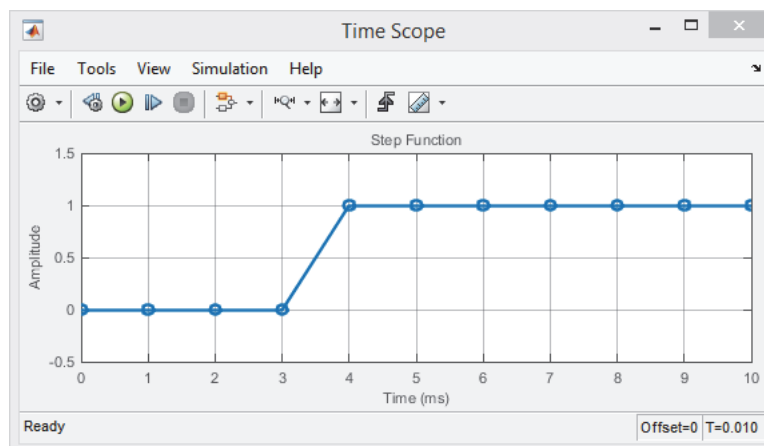 Time Scope
File Tools View Simulation Help
Step Function
1.5
1
0.5
0
-0.5
Amplitude
0 1 2 3 4 5 6 7 8 9 10
Time (ms)
Ready Offset=0 T=0.010